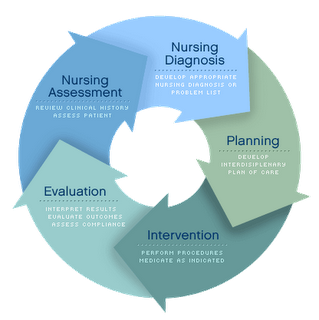 Nursing
Diagnosis
DEVELOP APPROPRIATE
NURSING DIAGNOSIS OR
PROBLEM LIST
Planning
DEVELOP
INTERDISIPLENARY
PLAN OF CARE
Intervention
PERFORM PROCEDURES
MEDICATE AS INDICATED
Evaluation
INTERPRET RESULTS
EVALUATE OUTCOMES
ASSESS COMPLIANCE
Nursing
Assessment
REVIEW CLINICAL HISTORY
ASSESS PATIENT